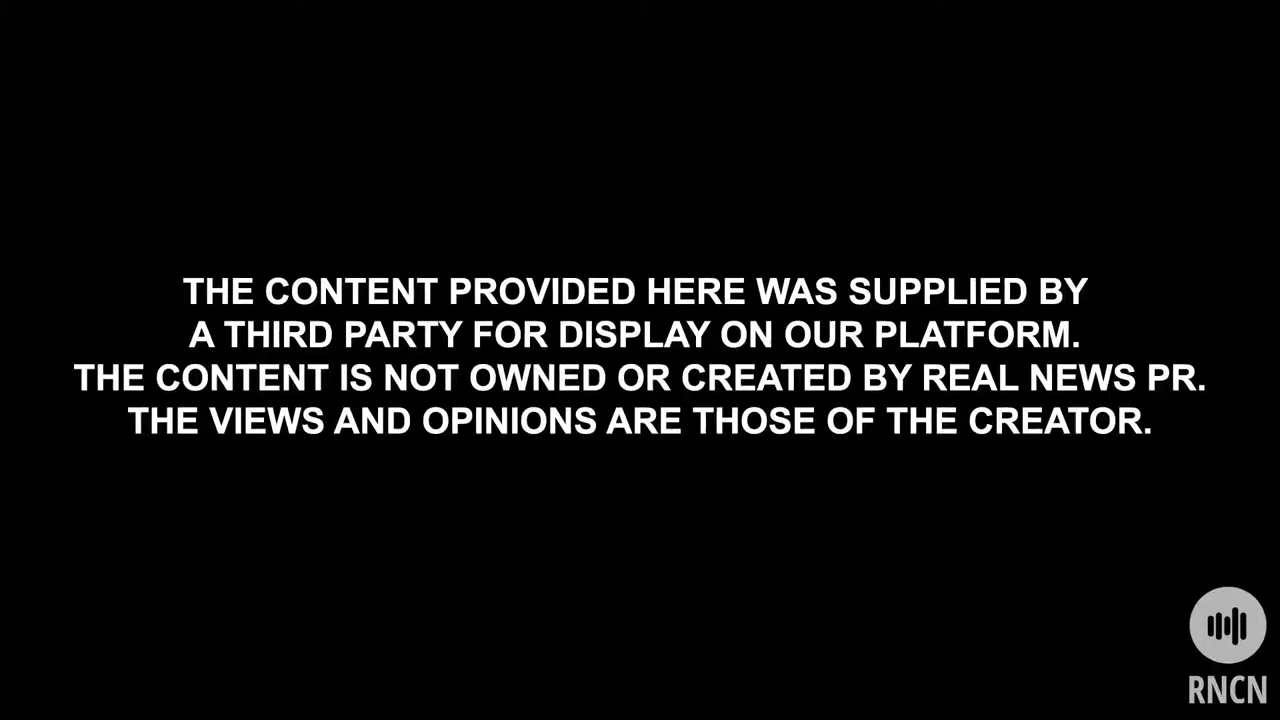 THE CONTENT PROVIDED HERE WAS SUPPLIED BY
A THIRD PARTY FOR DISPLAY ON OUR PLATFORM.
THE CONTENT IS NOT OWNED OR CREATED BY REAL NEWS PR.
THE VIEWS AND OPINIONS ARE THOSE OF THE CREATOR.
RNCN